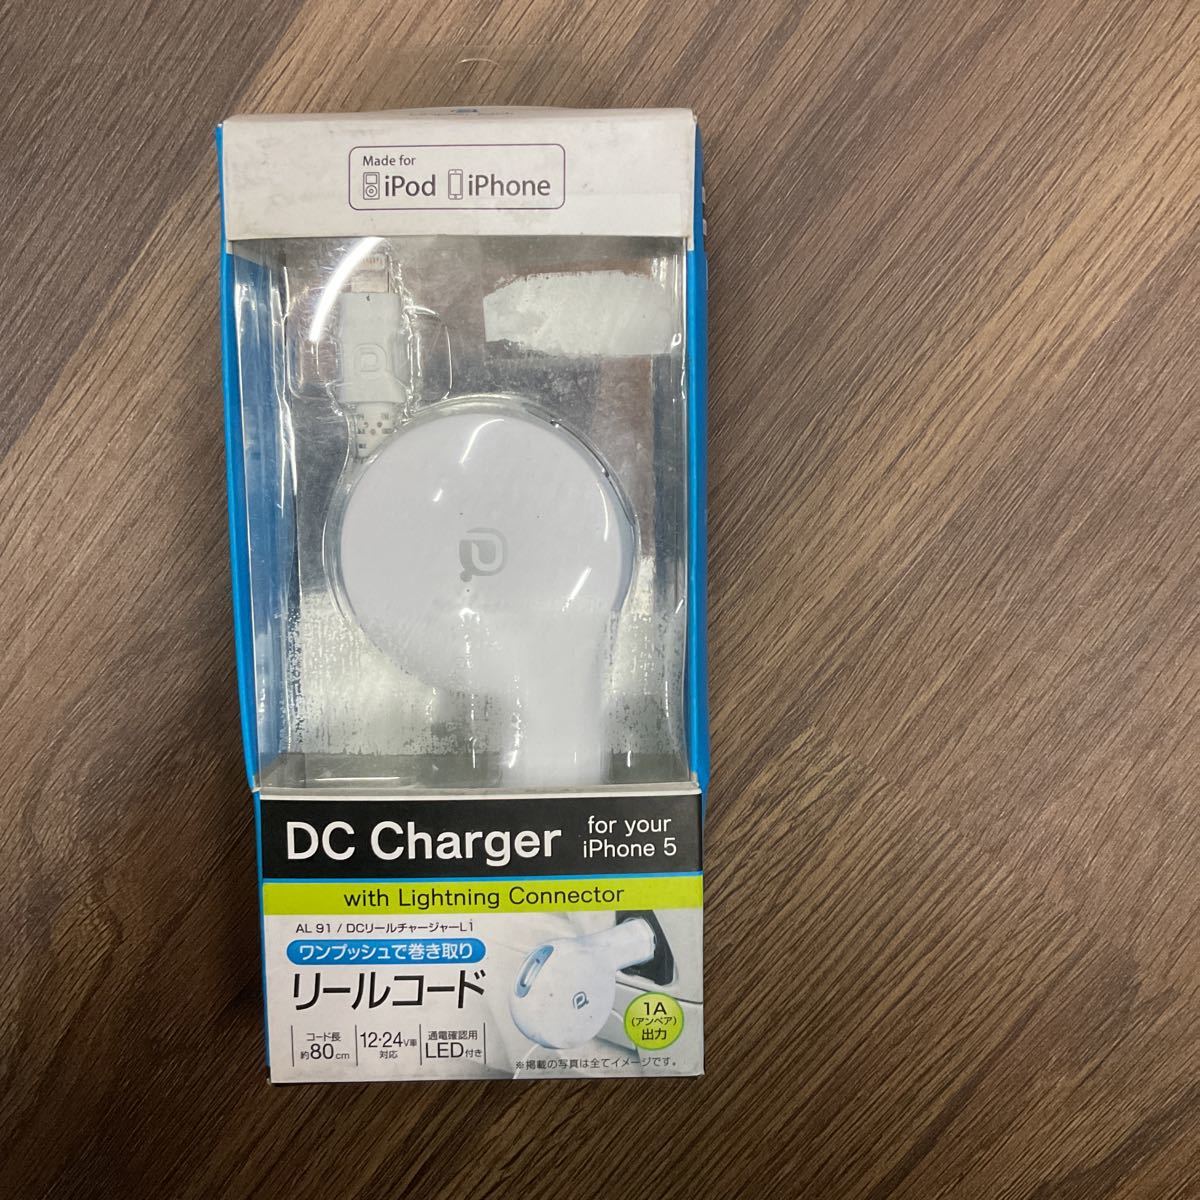 Made for
iPod iPhone
DC Charger
for your
iPhone 5
with Lightning Connector
AL 91 / DCリールチャージャーLi
ワンプッシュで巻き取り
リールコード
コード長
約80cm
12・24V車
対応
通電確認用
LED付き
1A
(アンペア)
出力
※掲載の写真は全てイメージです。